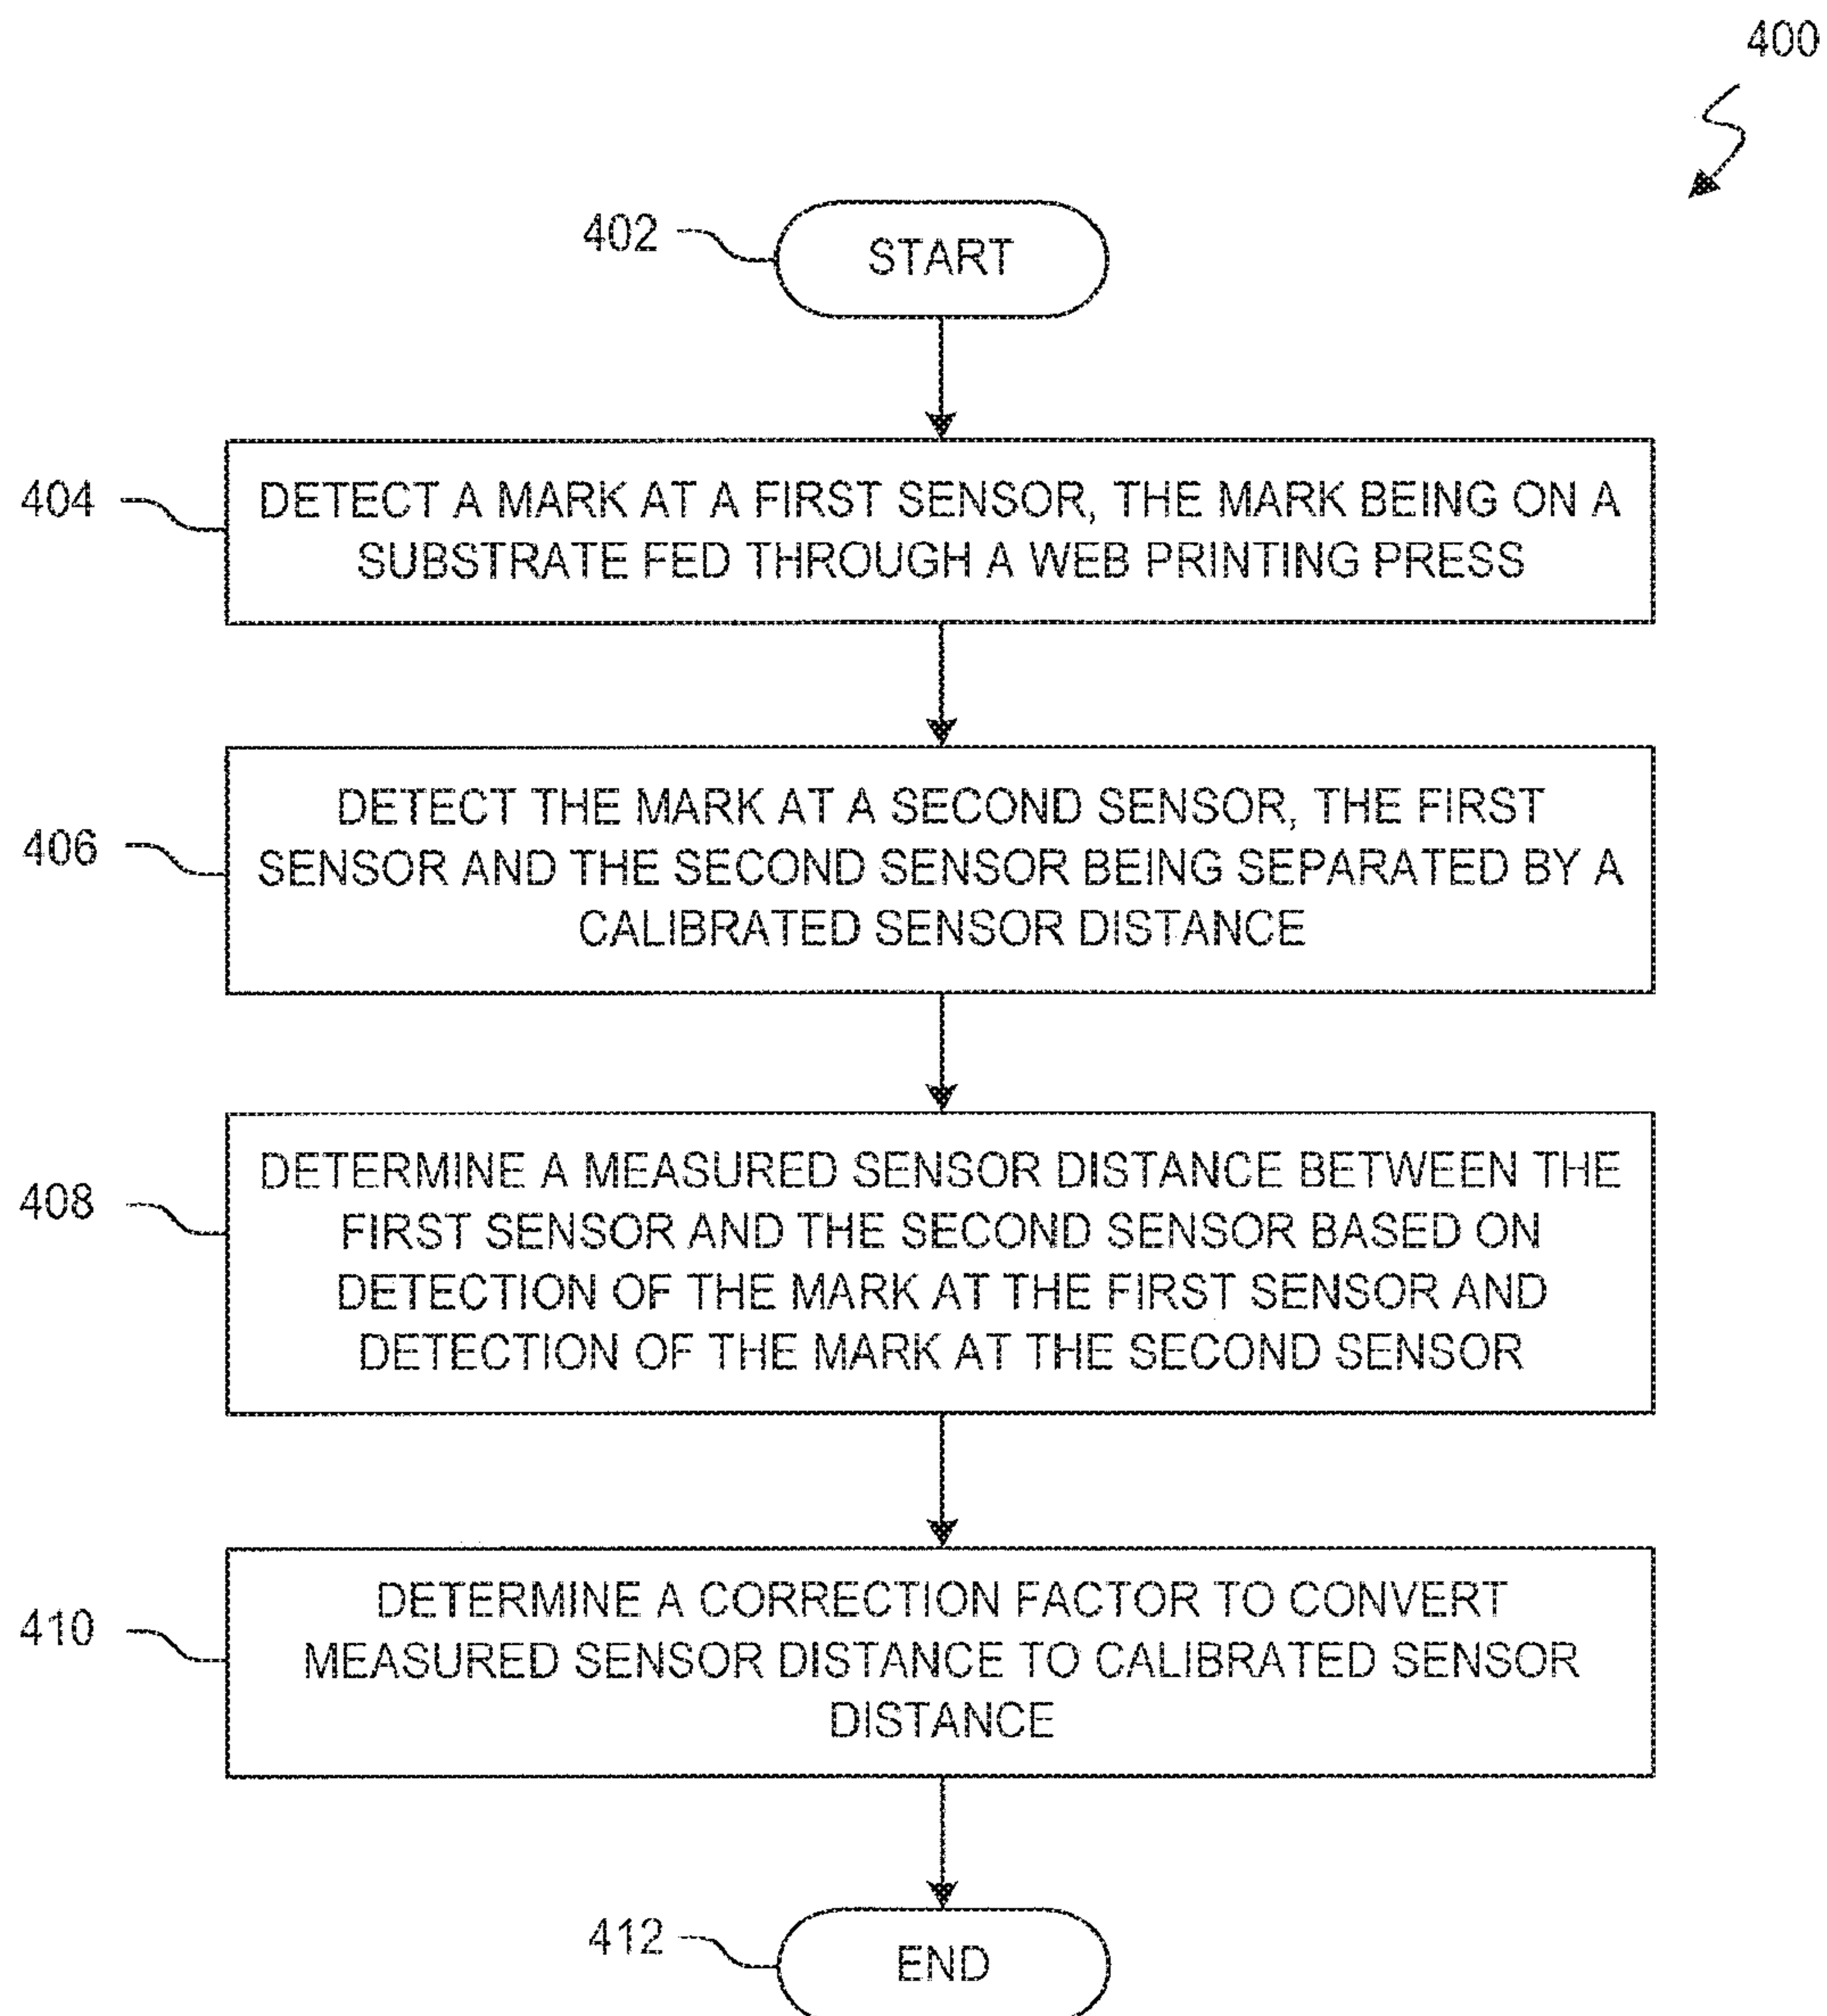 400
402
START
404
DETECT A MARK AT A FIRST SENSOR, THE MARK BEING ON A
SUBSTRATE FED THROUGH A WEB PRINTING PRESS
406
DETECT THE MARK AT A SECOND SENSOR, THE FIRST
SENSOR AND THE SECOND SENSOR BEING SEPARATED BY A
CALIBRATED SENSOR DISTANCE
408
DETERMINE A MEASURED SENSOR DISTANCE BETWEEN THE
FIRST SENSOR AND THE SECOND SENSOR BASED ON
DETECTION OF THE MARK AT THE FIRST SENSOR AND
DETECTION OF THE MARK AT THE SECOND SENSOR
410
DETERMINE A CORRECTION FACTOR TO CONVERT
MEASURED SENSOR DISTANCE TO CALIBRATED SENSOR
DISTANCE
412
END